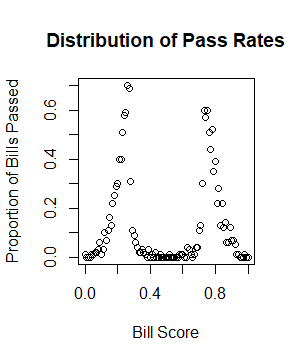 Distribution of Pass Rates
Proportion of Bills Passed
0.6
0.4
0.2
0.0
0.0 0.4 0.8
Bill Score